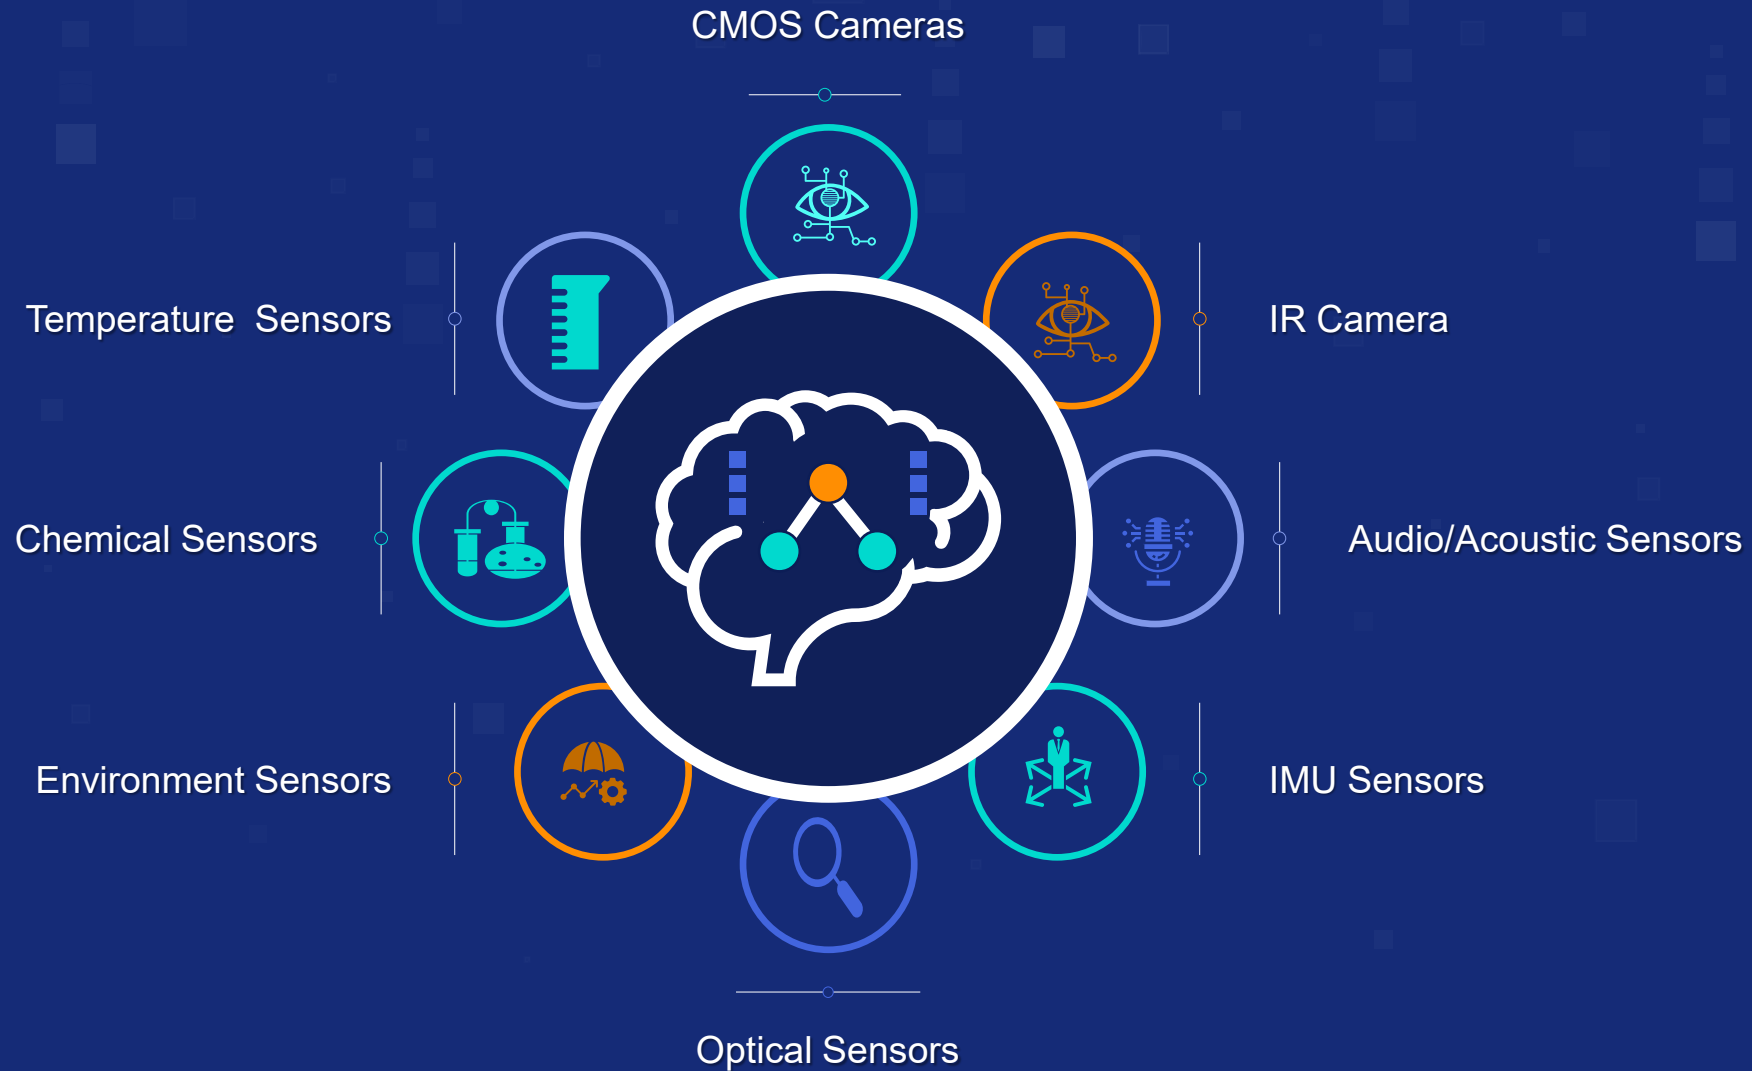 CMOS Cameras
Temperature  Sensors
IR Camera
Chemical Sensors
Audio/Acoustic Sensors
Environment Sensors
IMU Sensors
Optical Sensors